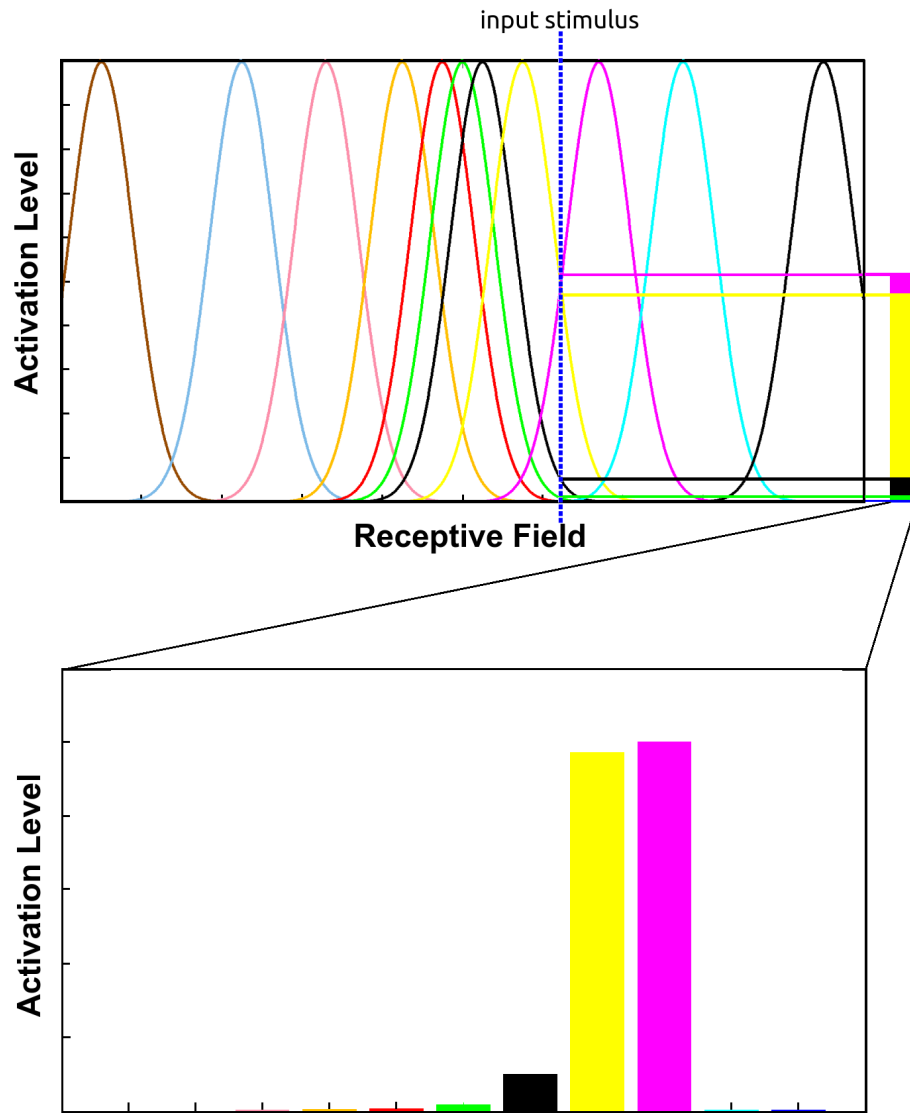 input stimulus
Activation Level
Receptive Field
Activation Level